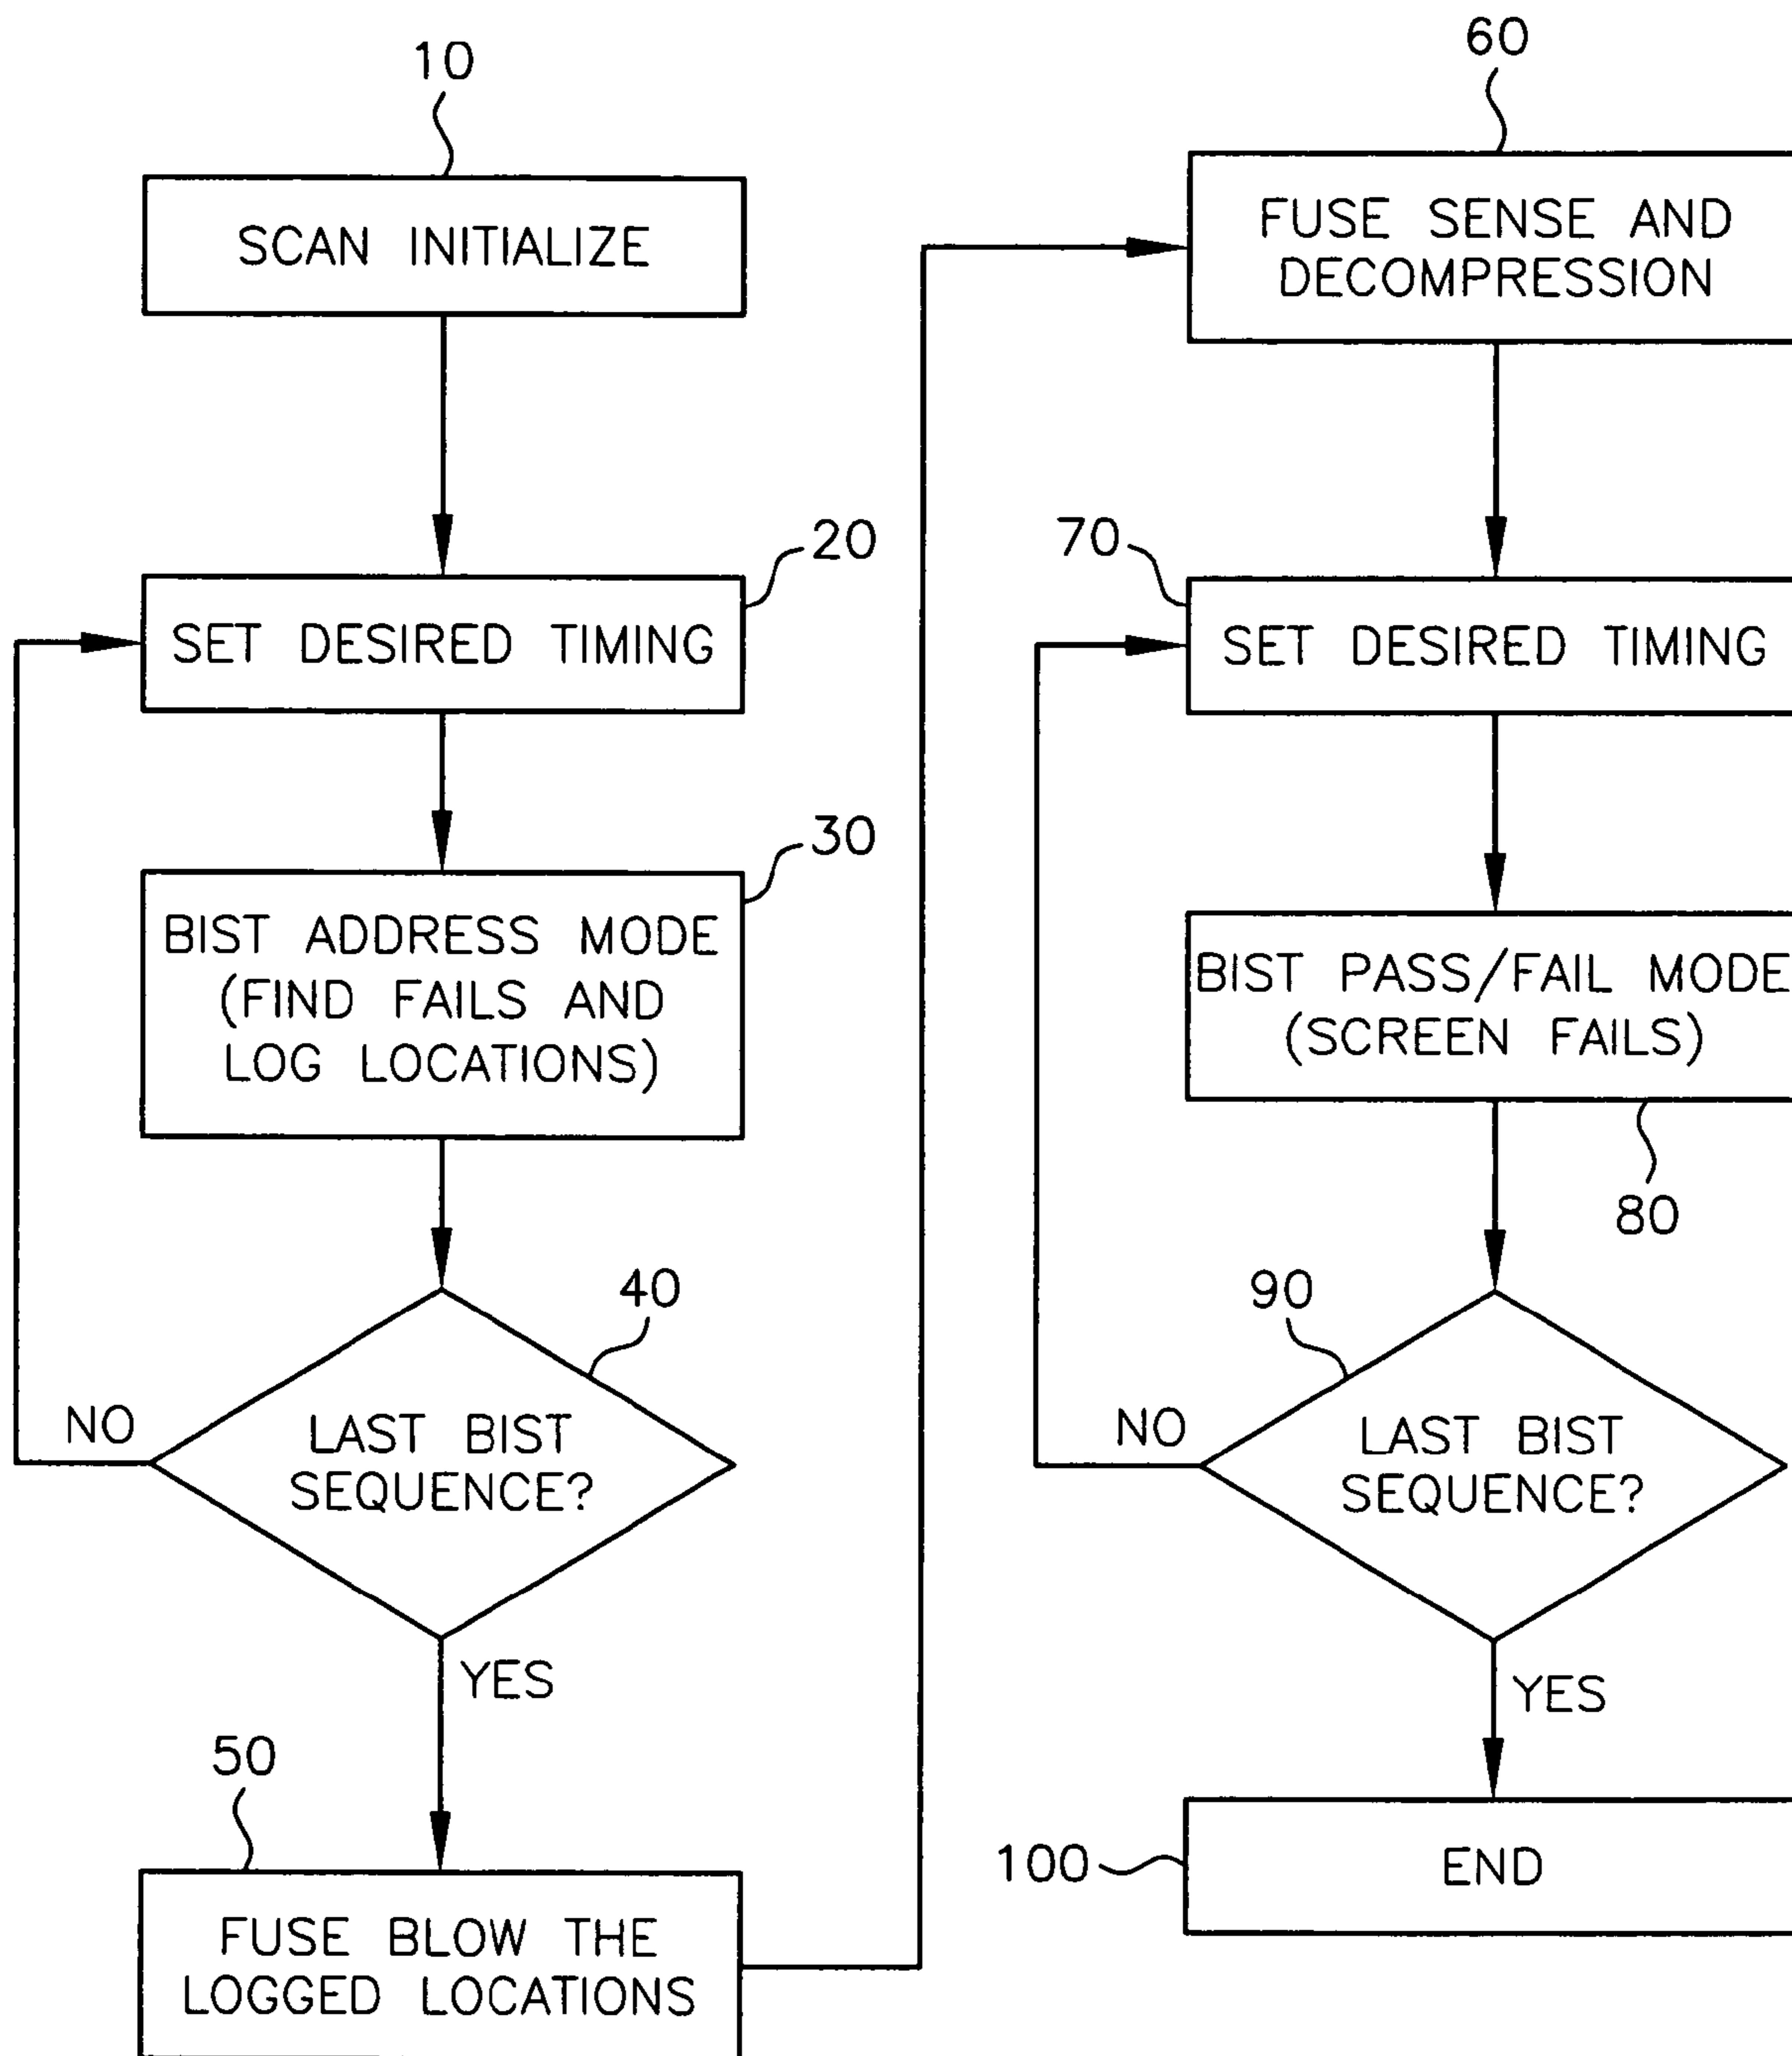 10
SCAN INITIALIZE
20
SET DESIRED TIMING
30
BIST ADDRESS MODE
(FIND FAILS AND
LOG LOCATIONS)
40
LAST BIST
SEQUENCE?
NO
YES
50
FUSE BLOW THE
LOGGED LOCATIONS
60
FUSE SENSE AND
DECOMPRESSION
70
SET DESIRED TIMING
BIST PASS/FAIL MODE
(SCREEN FAILS)
80
90
LAST BIST
SEQUENCE?
NO
YES
100
END